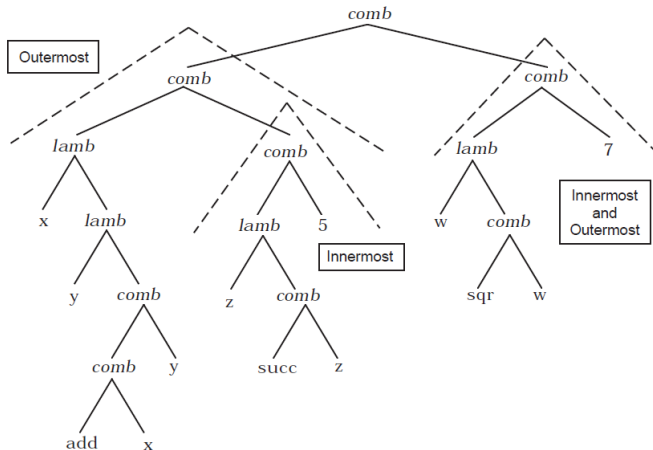 comb
Outermost
comb
comb
lamb
comb
lamb
7
x
lamb
lamb
5
w
comb
Innermost
and
Outermost
Innermost
y
comb
z
comb
sqr
w
comb
y
succ
z
add
x